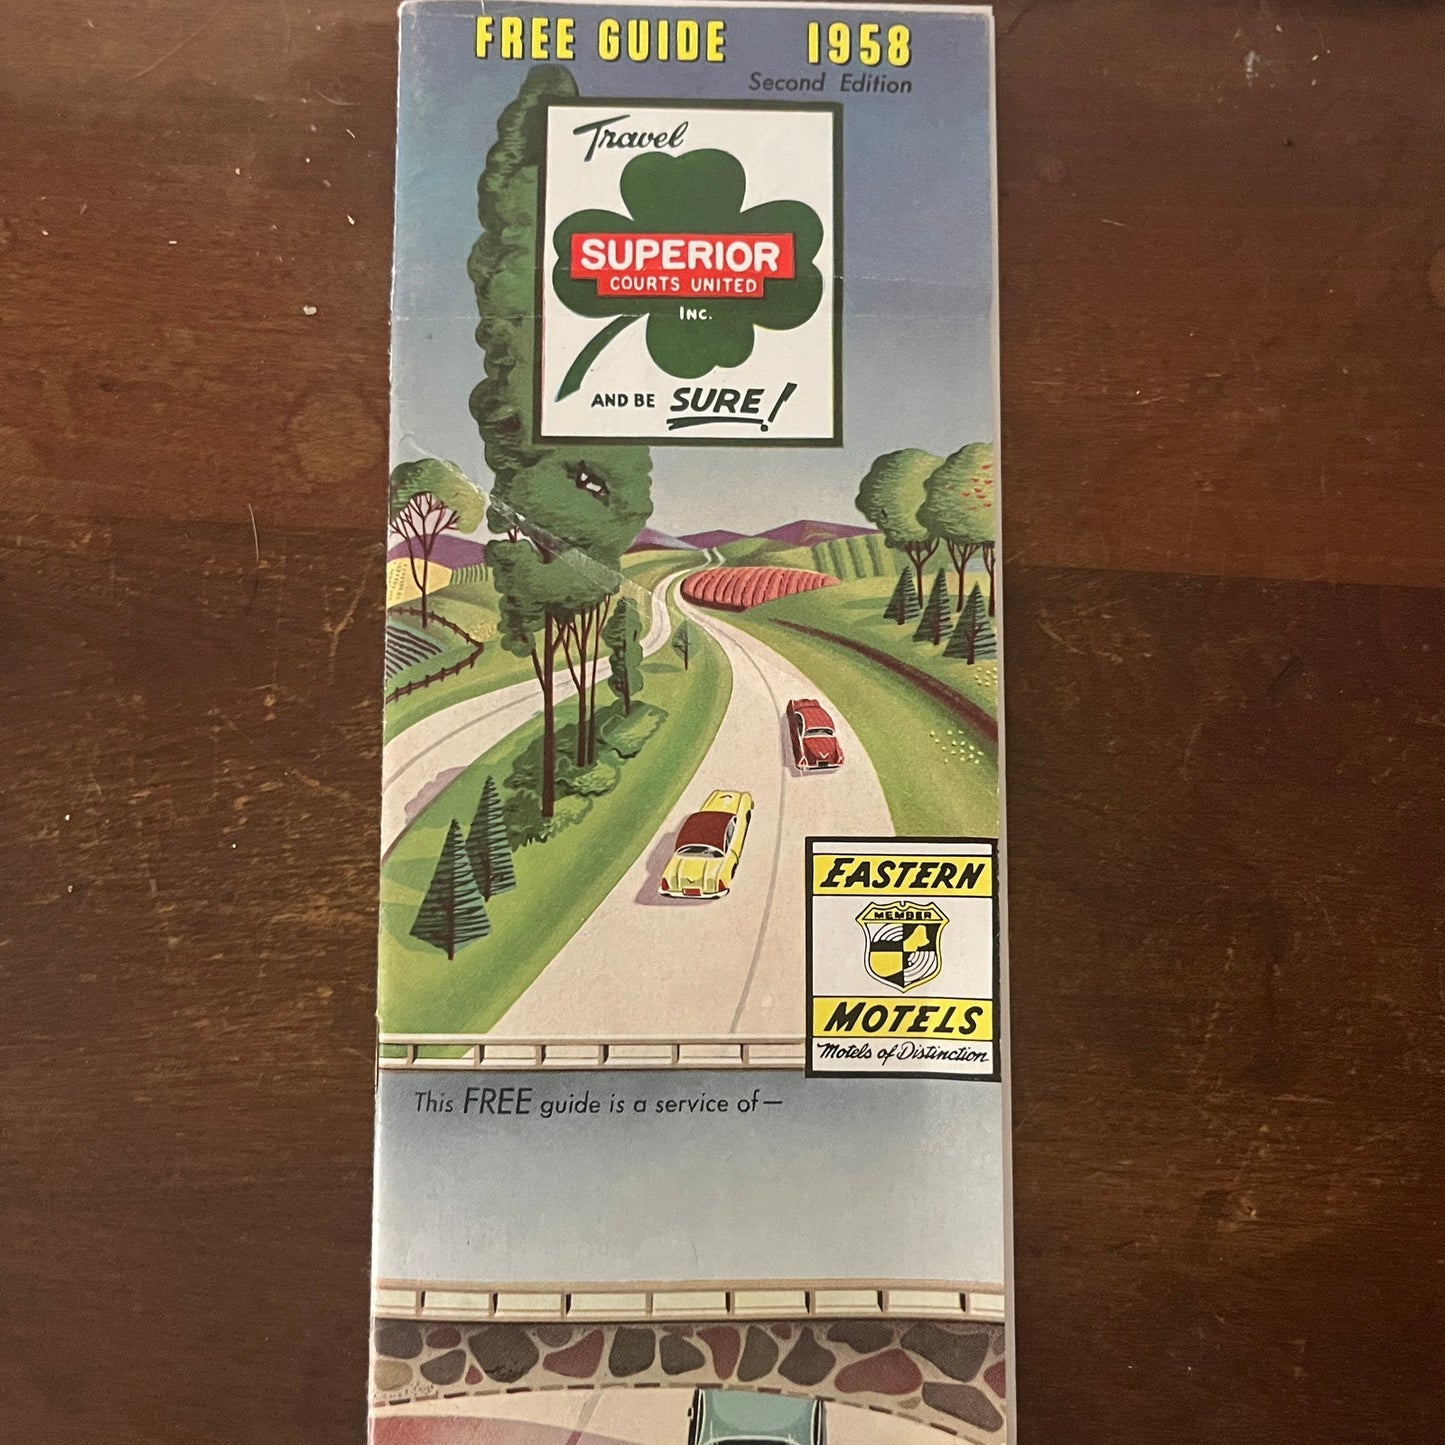 FREE GUIDE 1958
Second Edition
Travel
SUPERIOR
COURTS UNITED
INC.
AND BE SURE!
EASTERN
MEMBER
MOTELS
Motels of Distinction
This FREE guide is a service of—